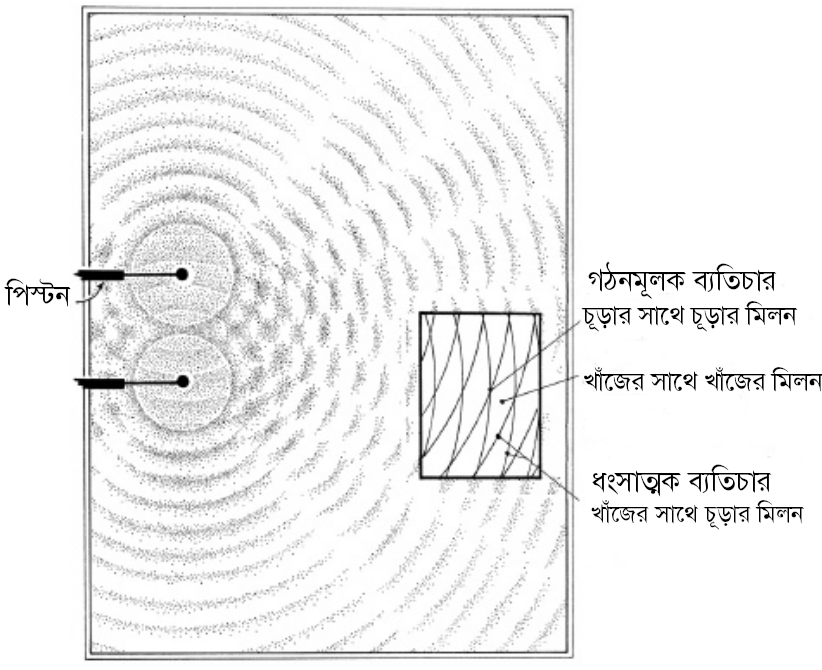 পিস্টন
গঠনমূলক ব্যতিচার
চূড়ার সাথে চূড়ার মিলন
খাঁজের সাথে খাঁজের মিলন
ধংসাত্মক ব্যতিচার
খাঁজের সাথে চূড়ার মিলন